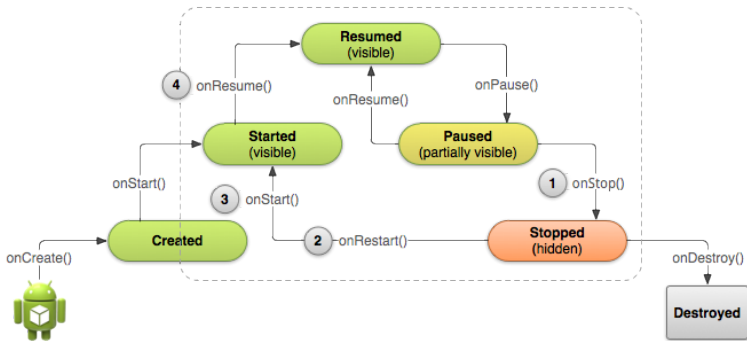 Resumed
(visible)
4
onResume()
onResume()
onPause()
Started
(visible)
Paused
(partially visible)
onStart()
3
onStart()
1
onStop()
Created
2
onRestart()
Stopped
(hidden)
onCreate()
onDestroy()
Destroyed